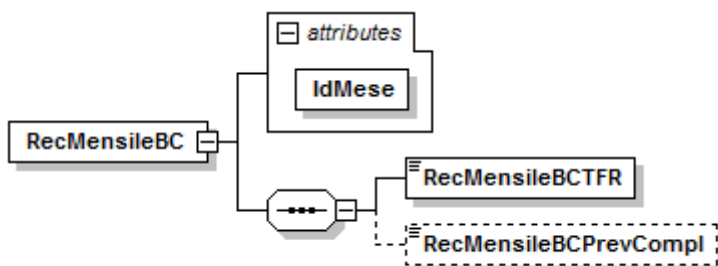 attributes
IdMese
RecMensileBC
RecMensileBCTFR
RecMensileBCPrevCompl